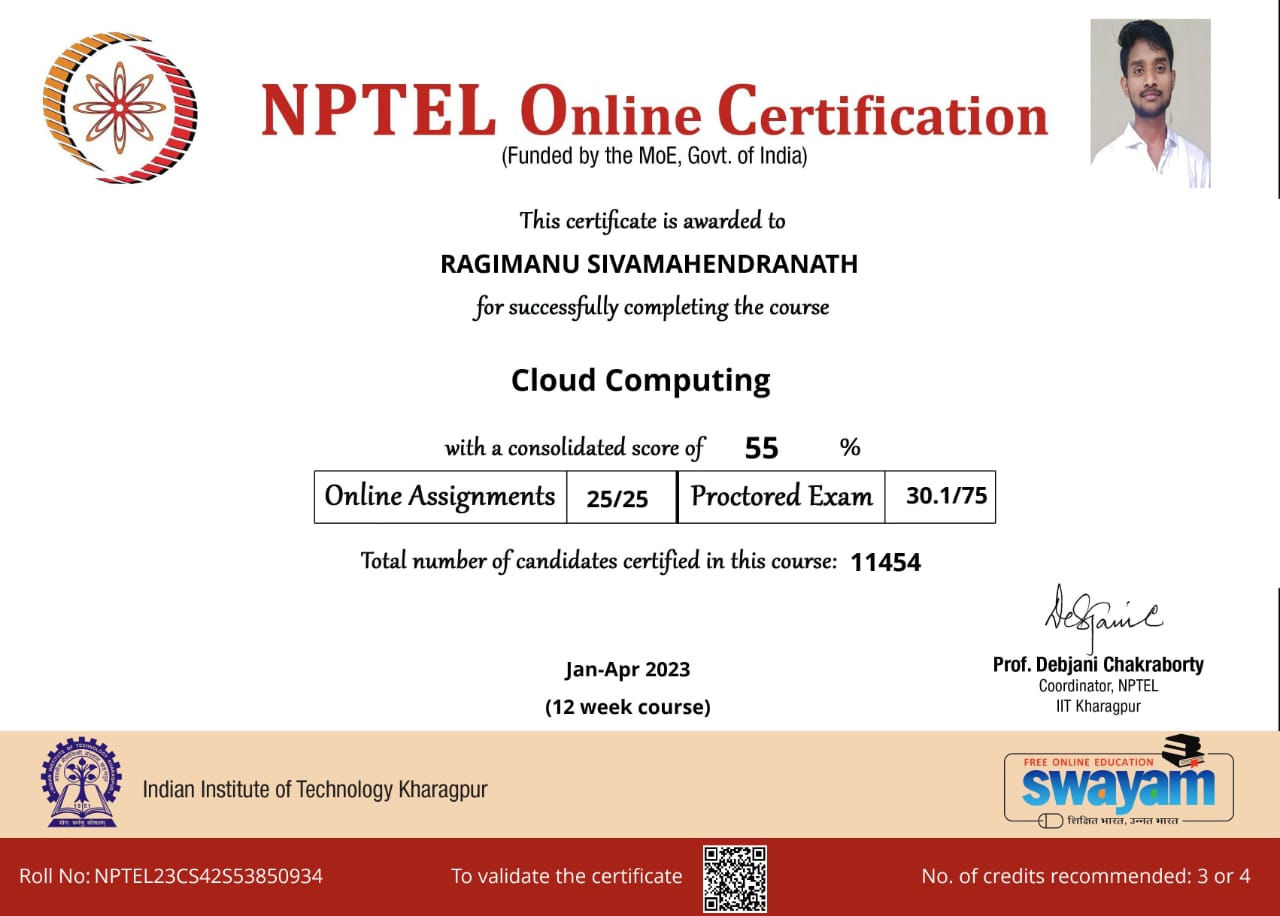 NPTEL Online Certification
(Funded by the MoE, Govt. of India)
This certificate is awarded to
RAGIMANU SIVAMAHENDRANATH
for successfully completing the course
Cloud Computing
with a consolidated score of 55 %
Online Assignments 25/25 Proctored Exam 30.1/75
Total number of candidates certified in this course: 11454
Jan-Apr 2023
(12 week course)
Prof. Debjani Chakraborty
Coordinator, NPTEL
IIT Kharagpur
Indian Institute of Technology Kharagpur
FREE ONLINE EDUCATION
swayam
शिक्षित भारत, उन्नत भारत
Roll No: NPTEL23CS42S53850934
To validate the certificate
No. of credits recommended: 3 or 4